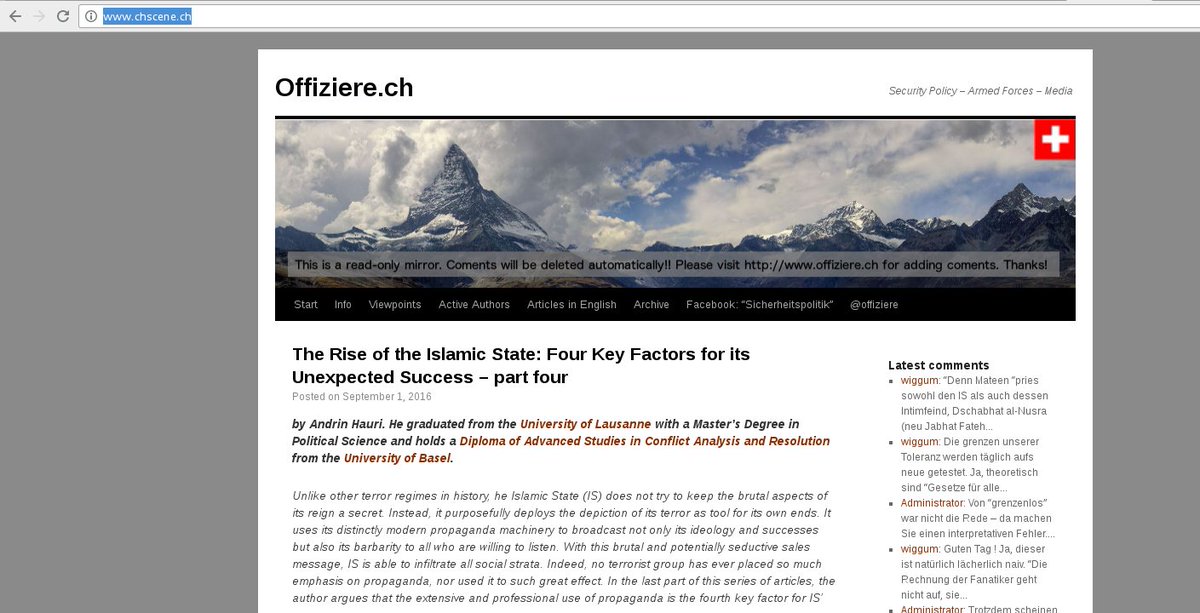 www.chscene.ch
Offiziere.ch
Security Policy – Armed Forces – Media
This is a read-only mirror. Coments will be deleted automatically!! Please visit http://www.offiziere.ch for adding coments. Thanks!
Start Info Viewpoints Active Authors Articles in English Archive Facebook: "Sicherheitspolitik" @offiziere
The Rise of the Islamic State: Four Key Factors for its
Unexpected Success – part four
Posted on September 1, 2016
by Andrin Hauri. He graduated from the University of Lausanne with a Master's Degree in
Political Science and holds a Diploma of Advanced Studies in Conflict Analysis and Resolution
from the University of Basel.
Unlike other terror regimes in history, he Islamic State (IS) does not try to keep the brutal aspects of
its reign a secret. Instead, it purposefully deploys the depiction of its terror as tool for its own ends. It
uses its distinctly modern propaganda machinery to broadcast not only its ideology and successes
but also its barbarity to all who are willing to listen. With this brutal and potentially seductive sales
message, IS is able to infiltrate all social strata. Indeed, no terrorist group has ever placed so much
emphasis on propaganda, nor used it to such great effect. In the last part of this series of articles, the
author argues that the extensive and professional use of propaganda is the fourth key factor for IS'
Latest comments
wiggum: "Denn Mateen "pries
sowohl den IS als auch dessen
Intimfeind, Dschabhat al-Nusra
(neu Jabhat Fateh...
wiggum: Die grenzen unserer
Toleranz werden täglich aufs
neue getestet. Ja, theoretisch
sind "Gesetze für alle...
Administrator: Von "grenzenlos"
war nicht die Rede – da machen
Sie einen interpretativen Fehler....
wiggum: Guten Tag ! Ja, dieser
ist natürlich lächerlich naiv. "Die
Rechnung der Fanatiker geht
nicht auf, sie...
Administrator: Trotzdem scheinen